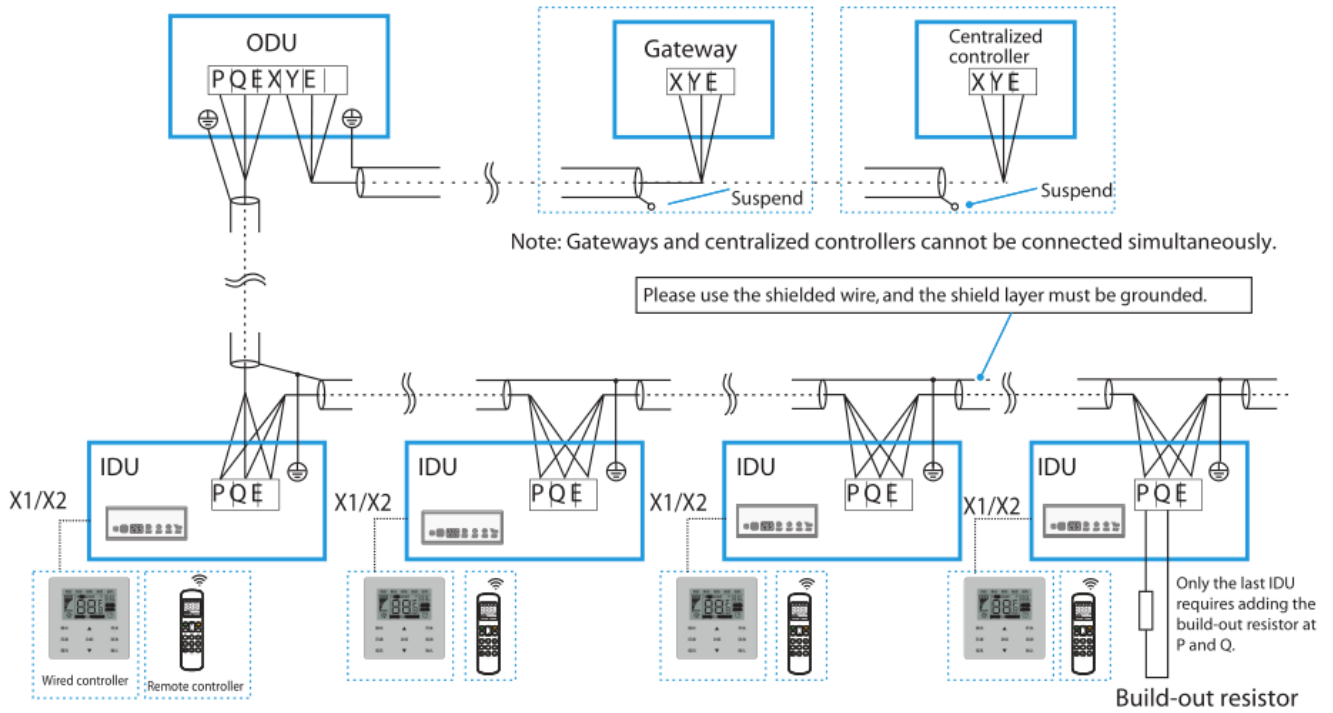 ODU
P Q E X Y E
Gateway
X Y E
Centralized
controller
X Y E
Suspend
Suspend
Note: Gateways and centralized controllers cannot be connected simultaneously.
Please use the shielded wire, and the shield layer must be grounded.
IDU
P Q E
X1/X2
IDU
P Q E
X1/X2
IDU
P Q E
X1/X2
IDU
P Q E
X1/X2
Wired controller
Remote controller
Only the last IDU
requires adding the
build-out resistor at
P and Q.
Build-out resistor